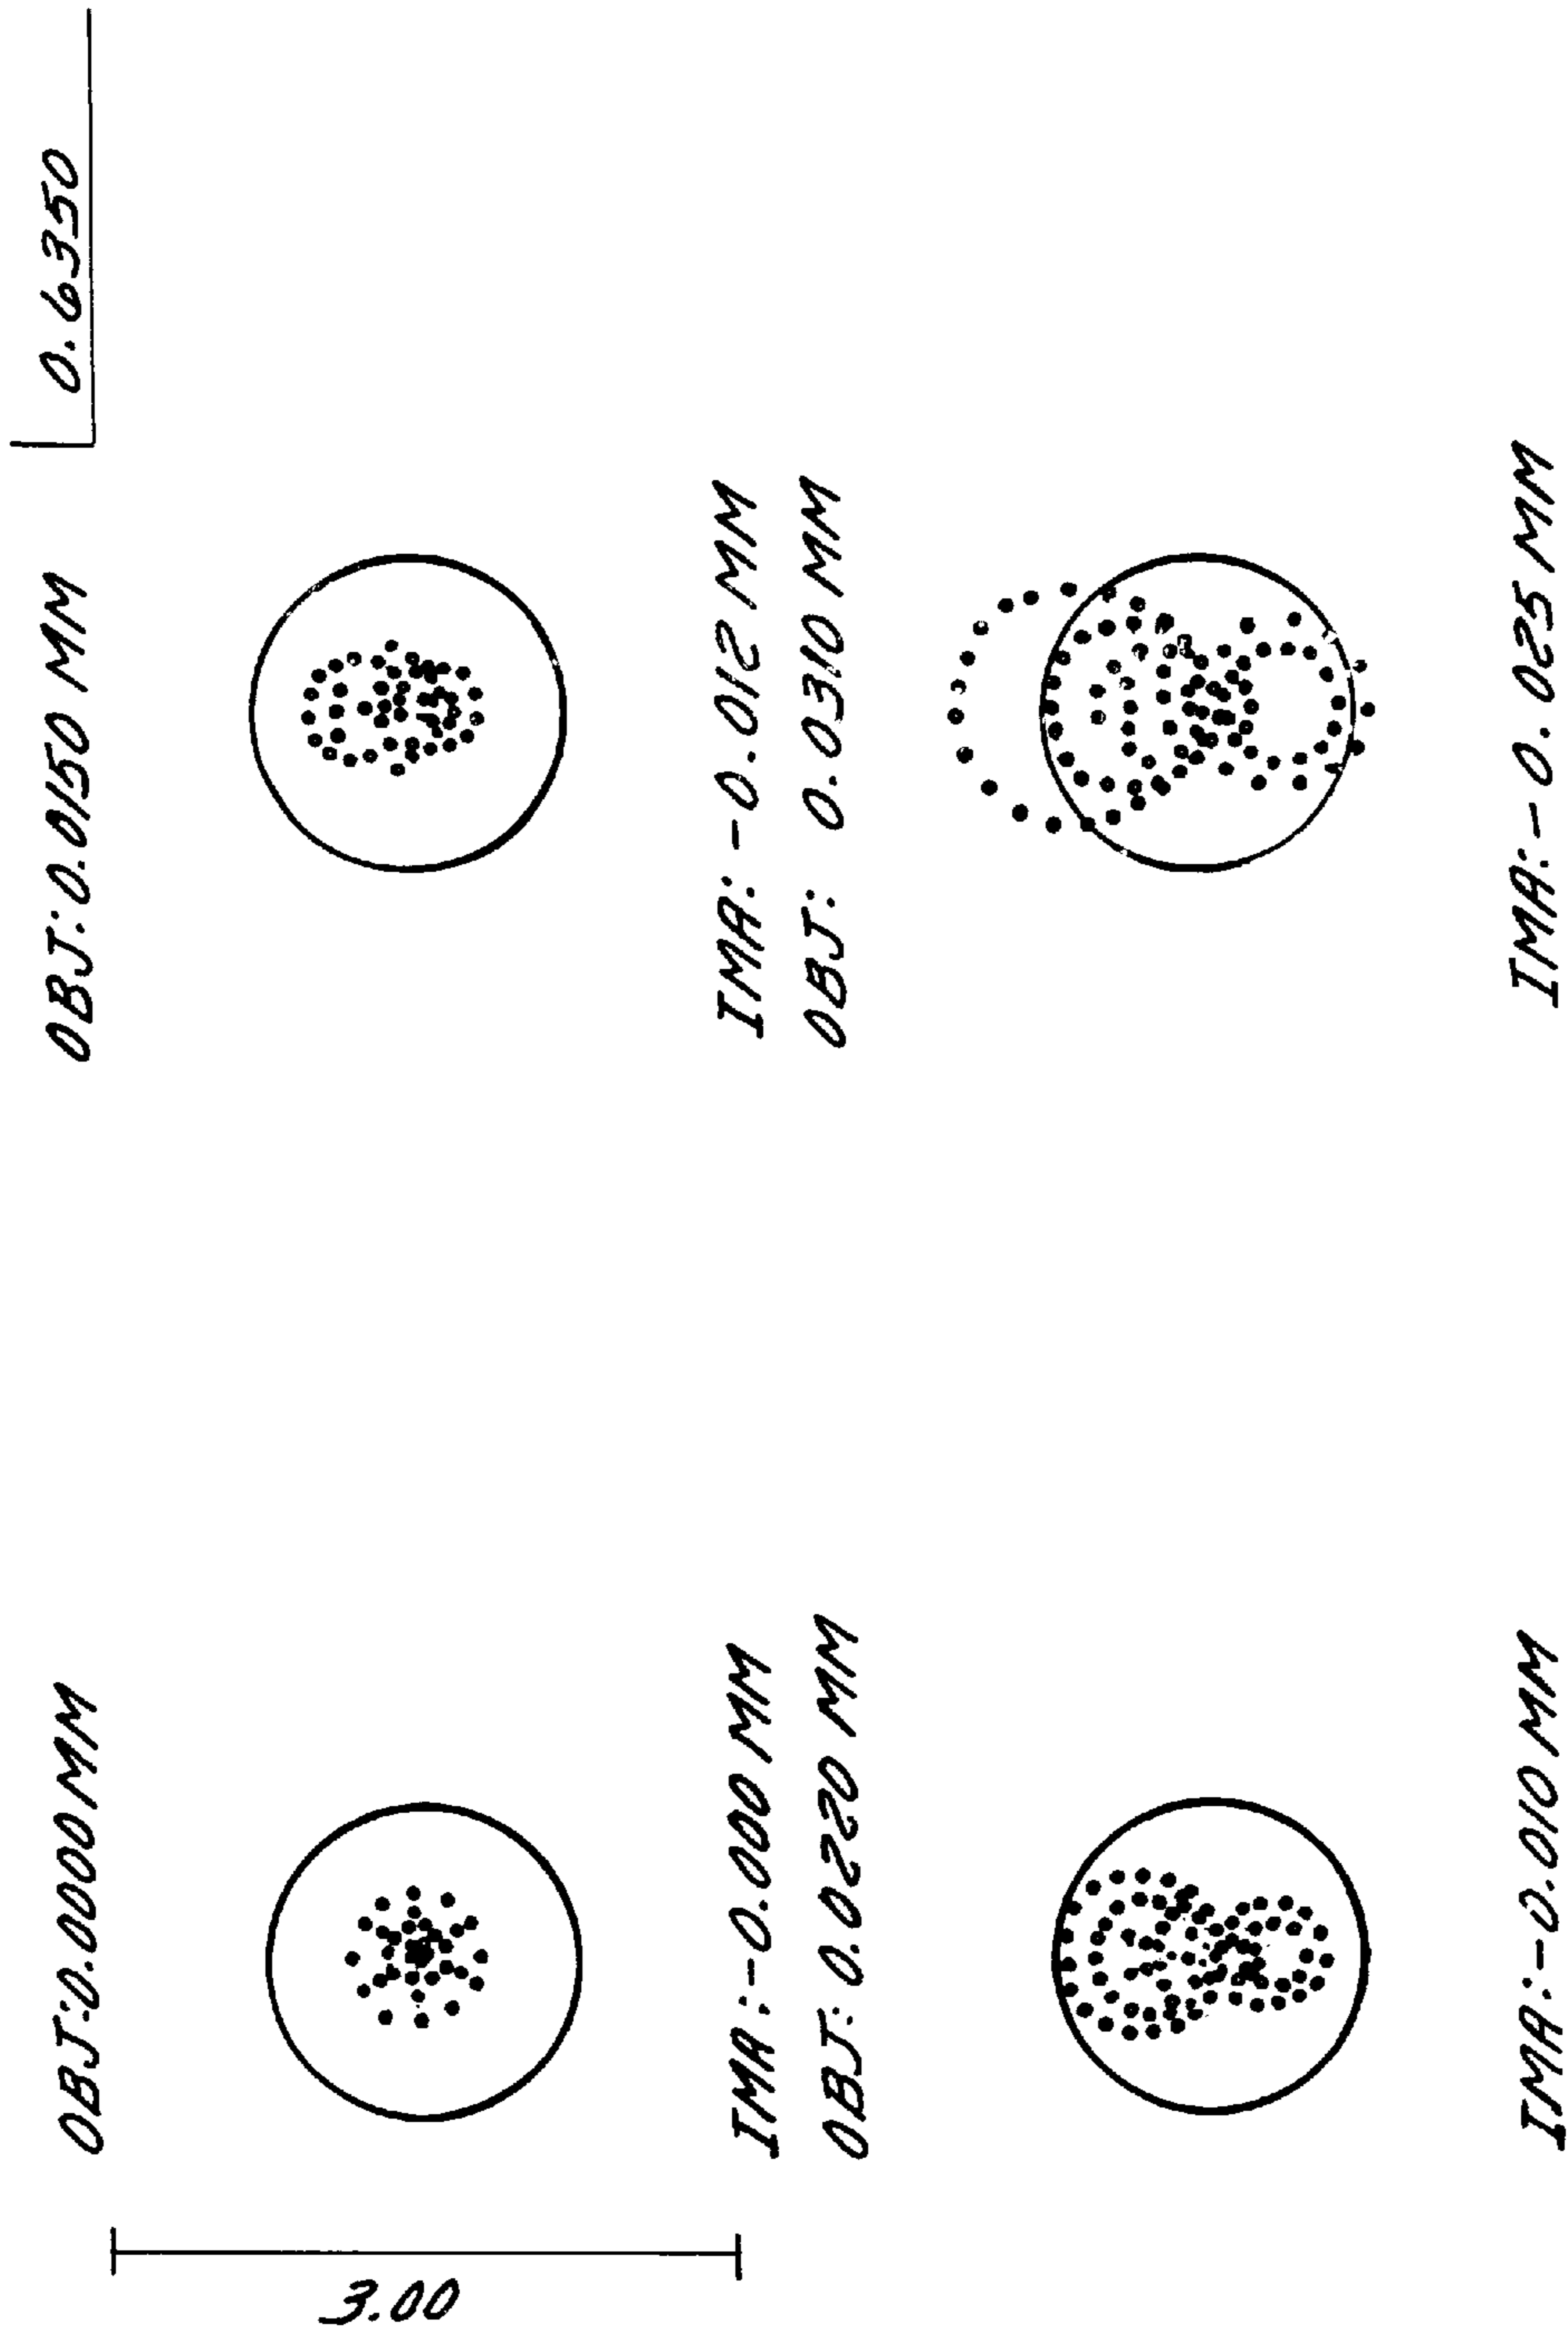 OBJ:0.0000 MM
OBJ:0.0150 MM
0.6350
3.00
IMA:-0.000 MM
IMA:-0.012 MM
OBJ: 0.0220 MM
OBJ: 0.0310 MM
IMA:-0.010 MM
IMA:-0.025 MM